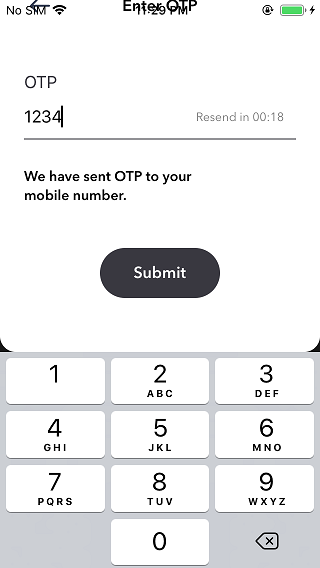 No SIM 11:29 PM
Enter OTP
OTP
1234 Resend in 00:18
We have sent OTP to your
mobile number.
Submit
1 2 3
ABC DEF
4 5 6
GHI JKL MNO
7 8 9
PQRS TUV WXYZ
0